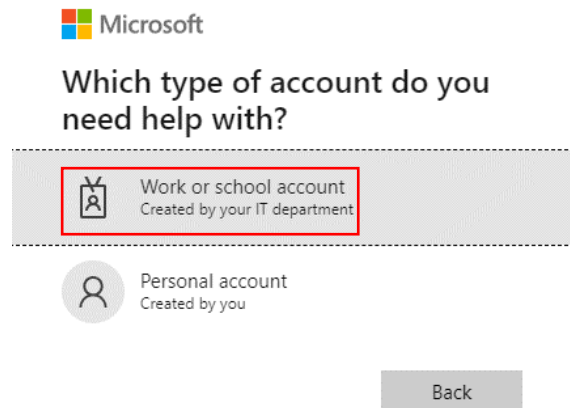 Microsoft
Which type of account do you
need help with?
Work or school account
Created by your IT department
Personal account
Created by you
Back